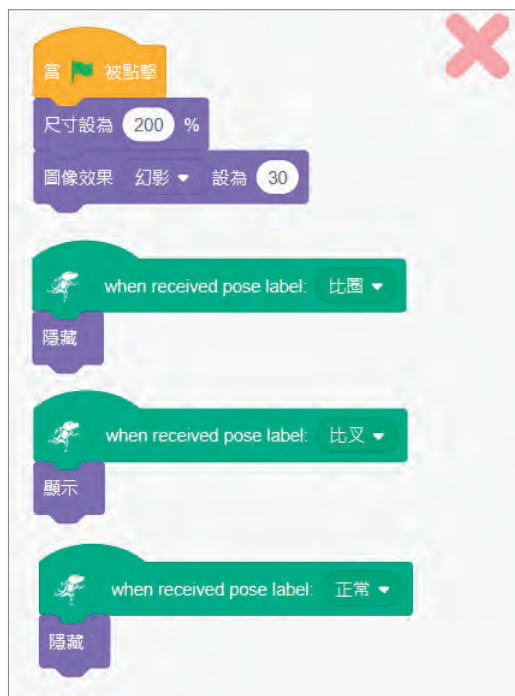 當 被點擊
尺寸設為 200 %
圖像效果 幻影 設為 30
when received pose label: 比圈
隱藏
when received pose label: 比叉
顯示
when received pose label: 正常
隱藏